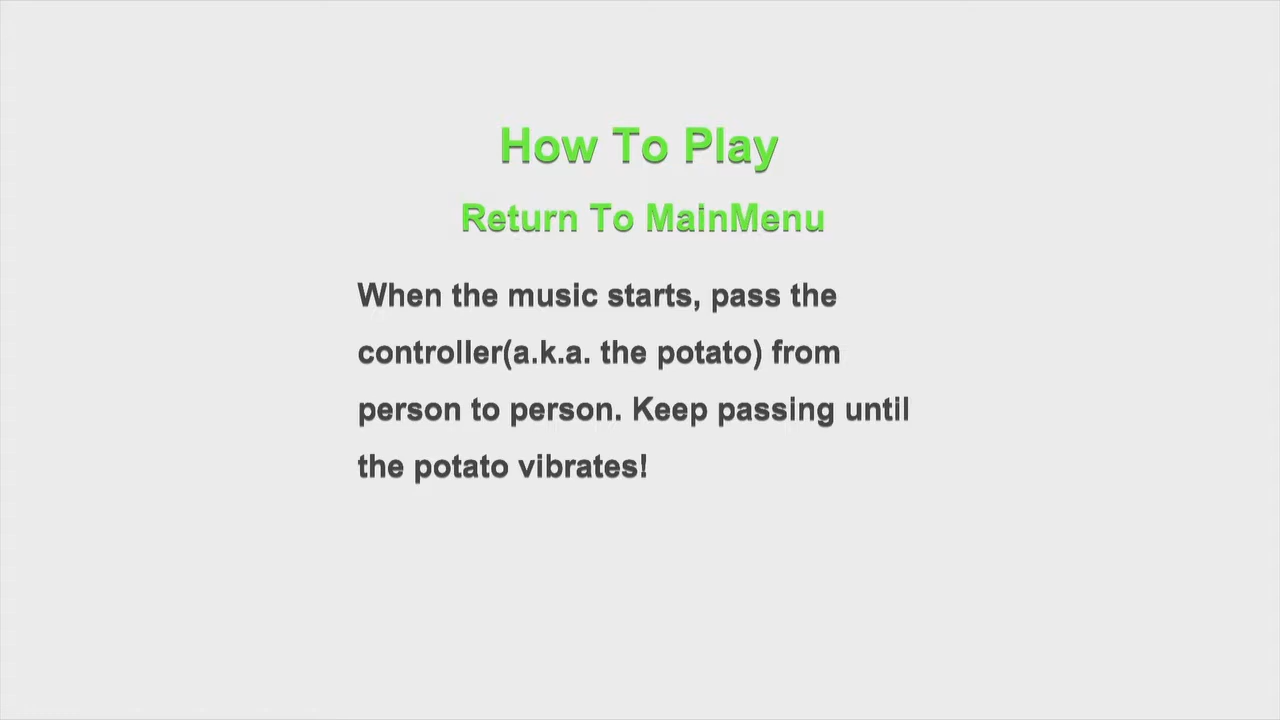 How To Play
Return To MainMenu
When the music starts, pass the
controller(a.k.a. the potato) from
person to person. Keep passing until
the potato vibrates!